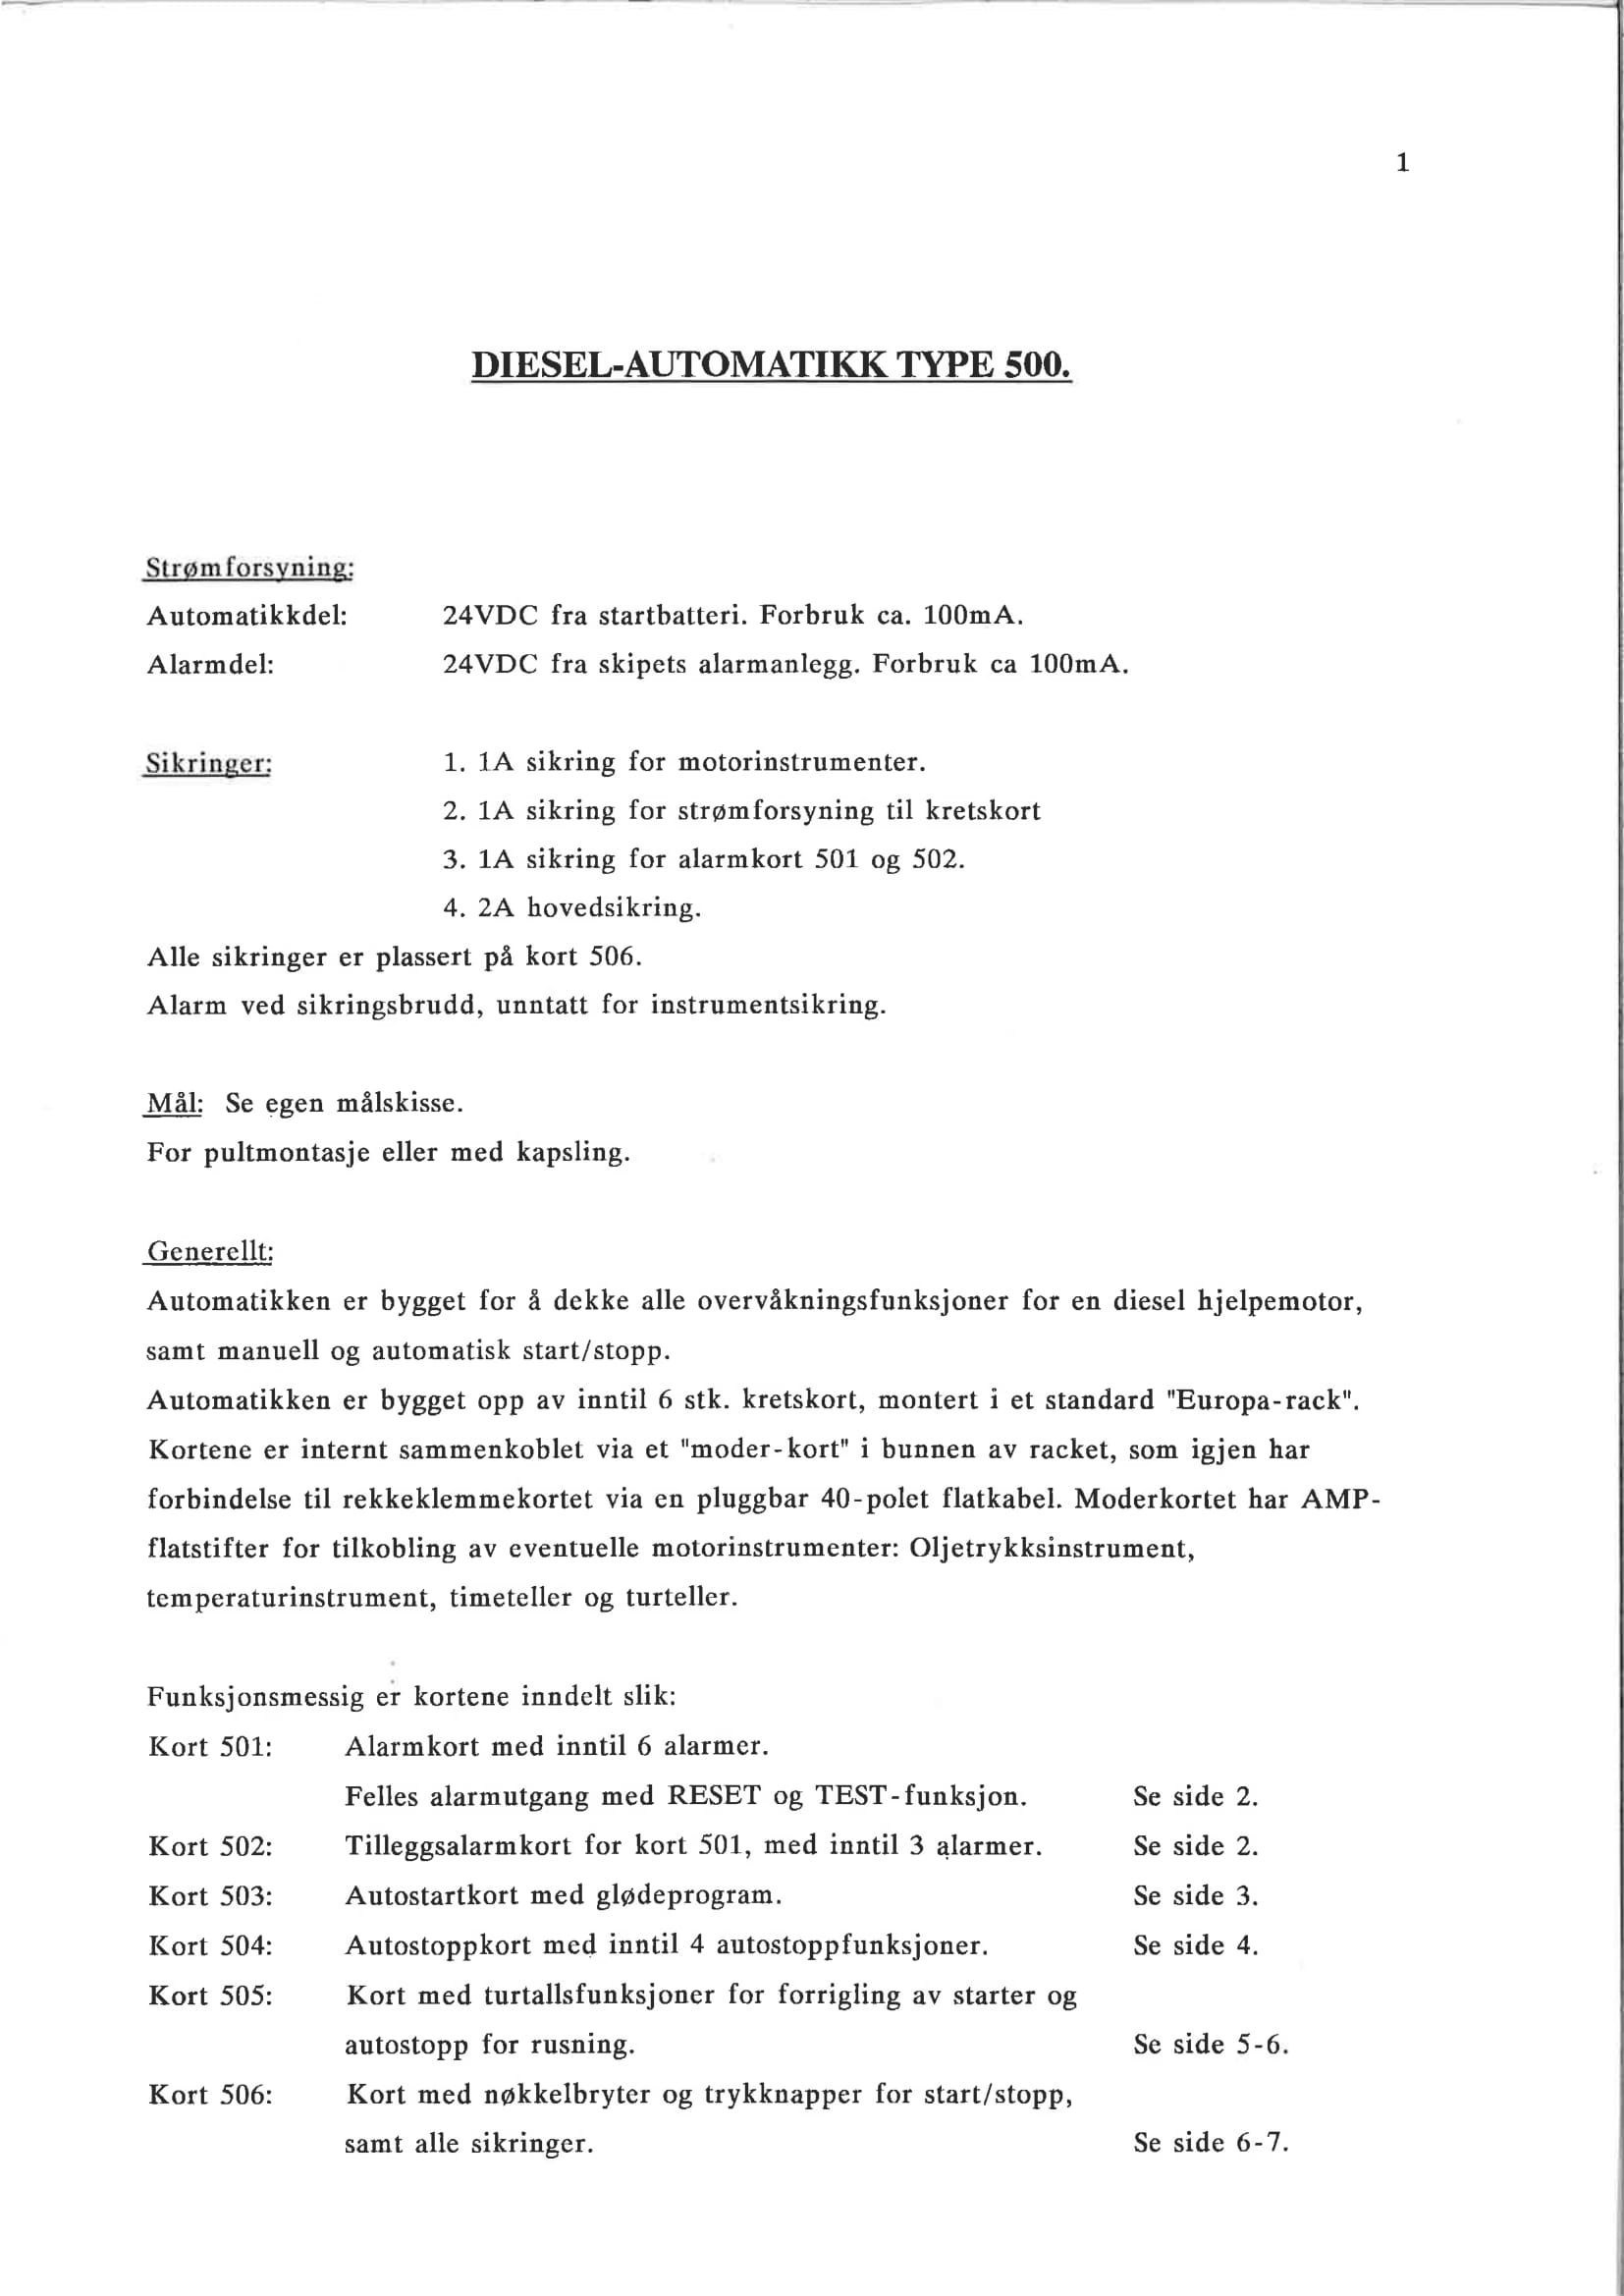 1
DIESEL-AUTOMATIKK TYPE 500.
Strømforsyning:
Automatikkdel: 24VDC fra startbatteri. Forbruk ca. 100mA.
Alarmdel: 24VDC fra skipets alarmanlegg. Forbruk ca 100mA.
Sikringer: 1. 1A sikring for motorinstrumenter.
2. 1A sikring for strømforsyning til kretskort
3. 1A sikring for alarmkort 501 og 502.
4. 2A hovedsikring.
Alle sikringer er plassert på kort 506.
Alarm ved sikringsbrudd, unntatt for instrumentsikring.
Mål: Se egen målskisse.
For pultmontasje eller med kapsling.
Generellt:
Automatikken er bygget for å dekke alle overvåkningsfunksjoner for en diesel hjelpemotor,
samt manuell og automatisk start/stopp.
Automatikken er bygget opp av inntil 6 stk. kretskort, montert i et standard "Europa-rack".
Kortene er internt sammenkoblet via et "moder-kort" i bunnen av racket, som igjen har
forbindelse til rekkeklemmekortet via en pluggbar 40-polet flatkabel. Moderkortet har AMP-
flatstifter for tilkobling av eventuelle motorinstrumenter: Oljetrykksinstrument,
temperaturinstrument, timeteller og turteller.
Funksjonsmessig er kortene inndelt slik:
Kort 501: Alarmkort med inntil 6 alarmer.
Felles alarmutgang med RESET og TEST-funksjon. Se side 2.
Kort 502: Tilleggsalarmkort for kort 501, med inntil 3 alarmer. Se side 2.
Kort 503: Autostartkort med glødeprogram. Se side 3.
Kort 504: Autostoppkort med inntil 4 autostoppfunksjoner. Se side 4.
Kort 505: Kort med turtallsfunksjoner for forrigling av starter og
autostopp for rusning. Se side 5-6.
Kort 506: Kort med nøkkelbryter og trykknapper for start/stopp,
samt alle sikringer. Se side 6-7.